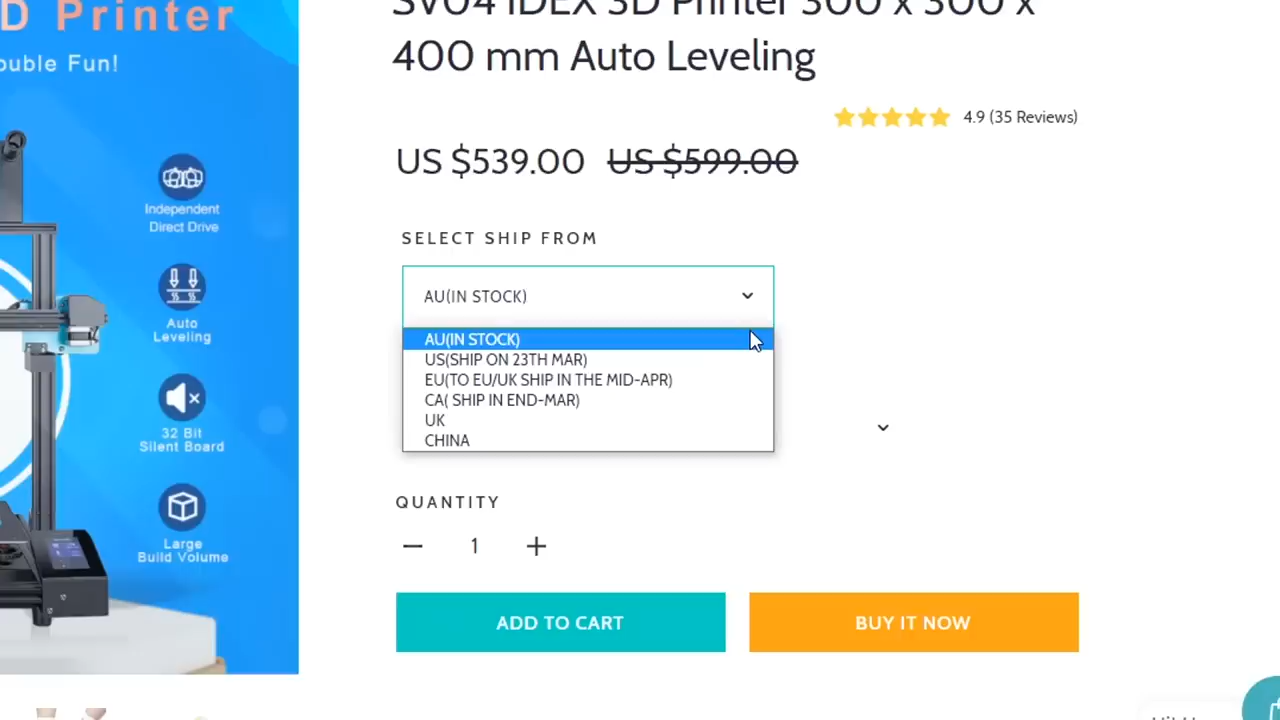 D Printer
ouble Fun!
Independent
Direct Drive
Auto
Leveling
32 Bit
Silent Board
Large
Build Volume
SV04 IDEX 3D Printer 300 x 300 x
400 mm Auto Leveling
4.9 (35 Reviews)
US $539.00 US $599.00
SELECT SHIP FROM
AU(IN STOCK)
AU(IN STOCK)
US(SHIP ON 23TH MAR)
EU(TO EU/UK SHIP IN THE MID-APR)
CA( SHIP IN END-MAR)
UK
CHINA
QUANTITY
1
ADD TO CART
BUY IT NOW